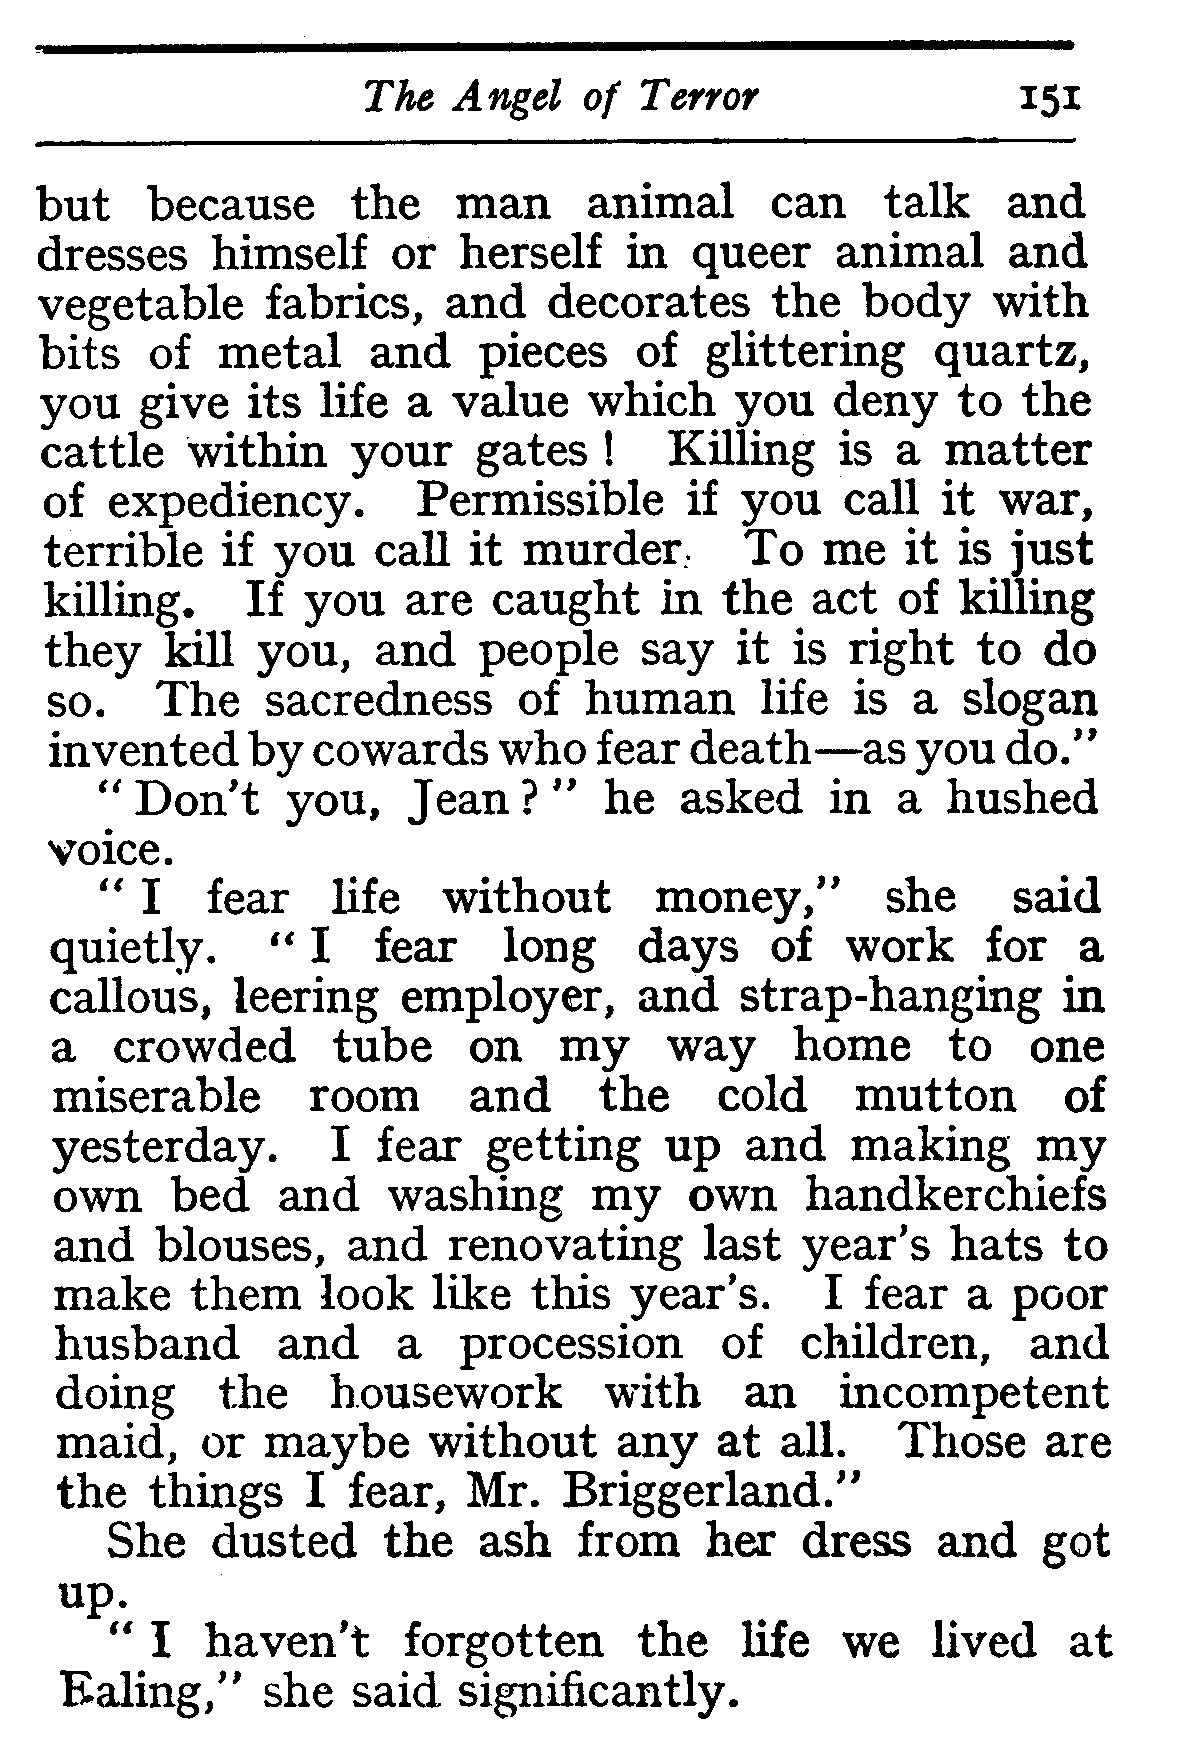 The Angel of Terror 151
but because the man animal can talk and
dresses himself or herself in queer animal and
vegetable fabrics, and decorates the body with
bits of metal and pieces of glittering quartz,
you give its life a value which you deny to the
cattle within your gates ! Killing is a matter
of expediency. Permissible if you call it war,
terrible if you call it murder. To me it is just
killing. If you are caught in the act of killing
they kill you, and people say it is right to do
so. The sacredness of human life is a slogan
invented by cowards who fear death—as you do."
"Don't you, Jean?" he asked in a hushed
voice.
"I fear life without money," she said
quietly. "I fear long days of work for a
callous, leering employer, and strap-hanging in
a crowded tube on my way home to one
miserable room and the cold mutton of
yesterday. I fear getting up and making my
own bed and washing my own handkerchiefs
and blouses, and renovating last year's hats to
make them look like this year's. I fear a poor
husband and a procession of children, and
doing the housework with an incompetent
maid, or maybe without any at all. Those are
the things I fear, Mr. Briggerland."
She dusted the ash from her dress and got
up.
"I haven't forgotten the life we lived at
Ealing," she said significantly.